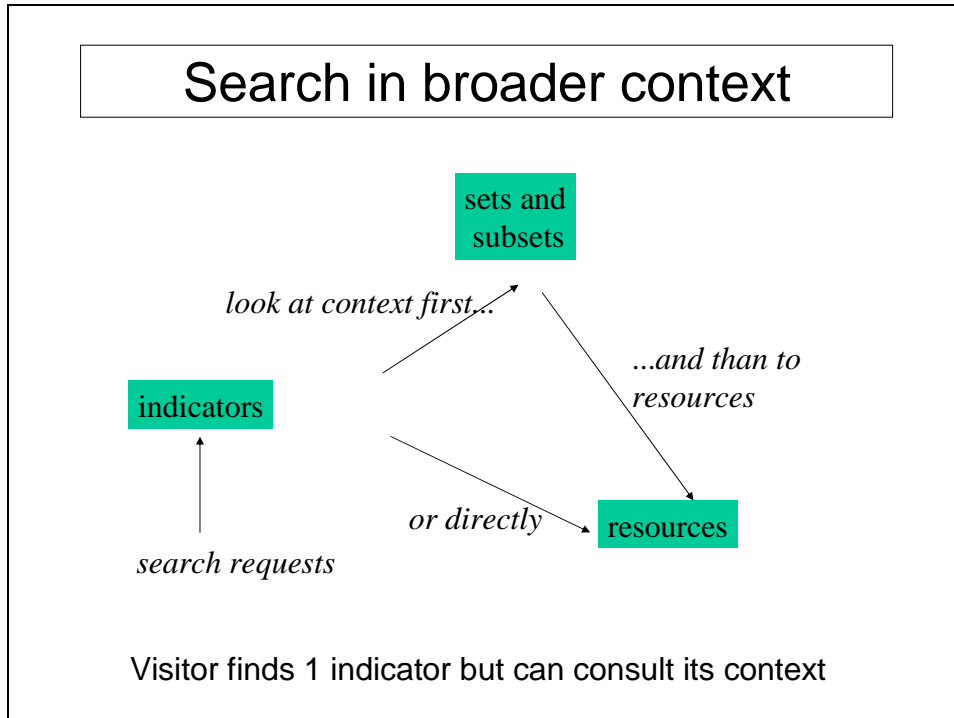 Search in broader context
sets and
subsets
look at context first...
...and than to
resources
indicators
or directly
resources
search requests
Visitor finds 1 indicator but can consult its context